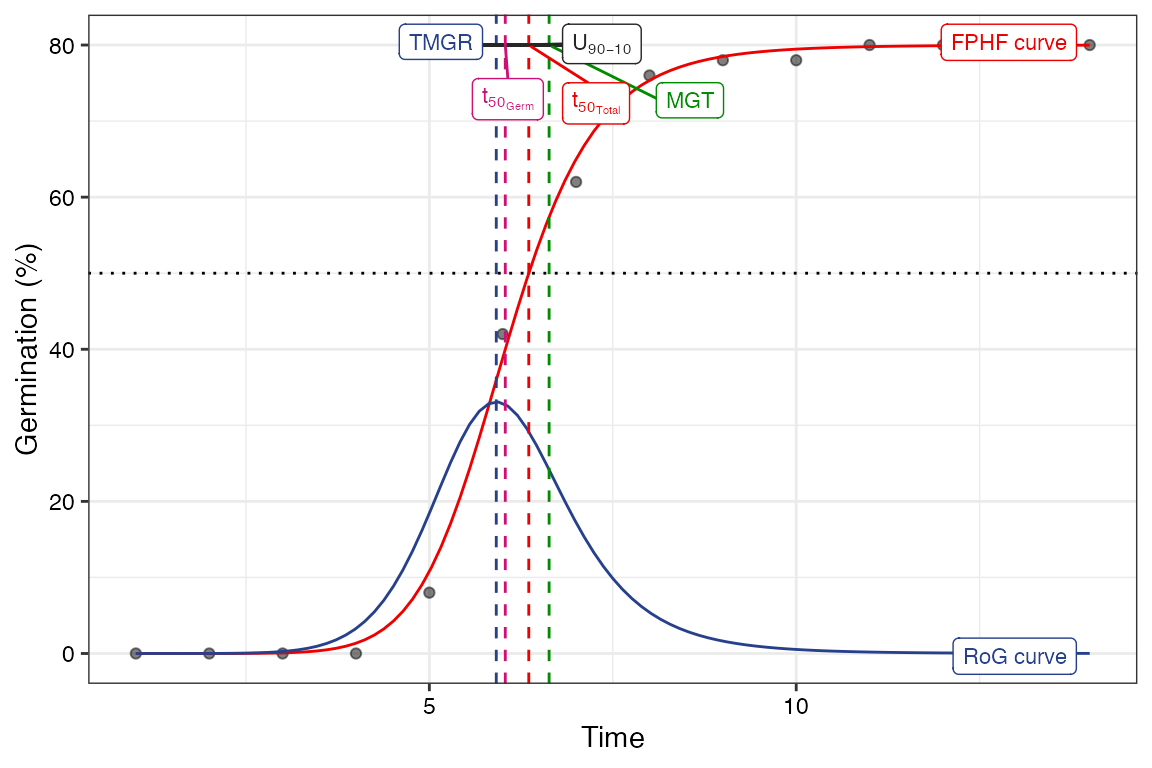 TMGR
U90−10
FPHF curve
t50Germ
t50Total
MGT
80
60
40
20
0
Germination (%)
RoG curve
5
10
Time